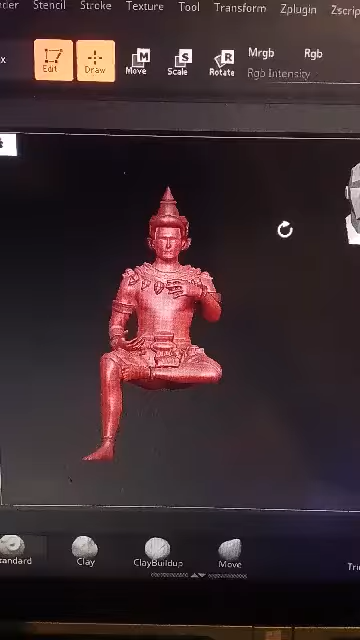 Stencil Stroke Texture Tool Transform Zplugin
Edit Draw Move Scale Rotate Mrgb Rgb
M S R
Rgb Intensity
Clay ClayBuildup Move